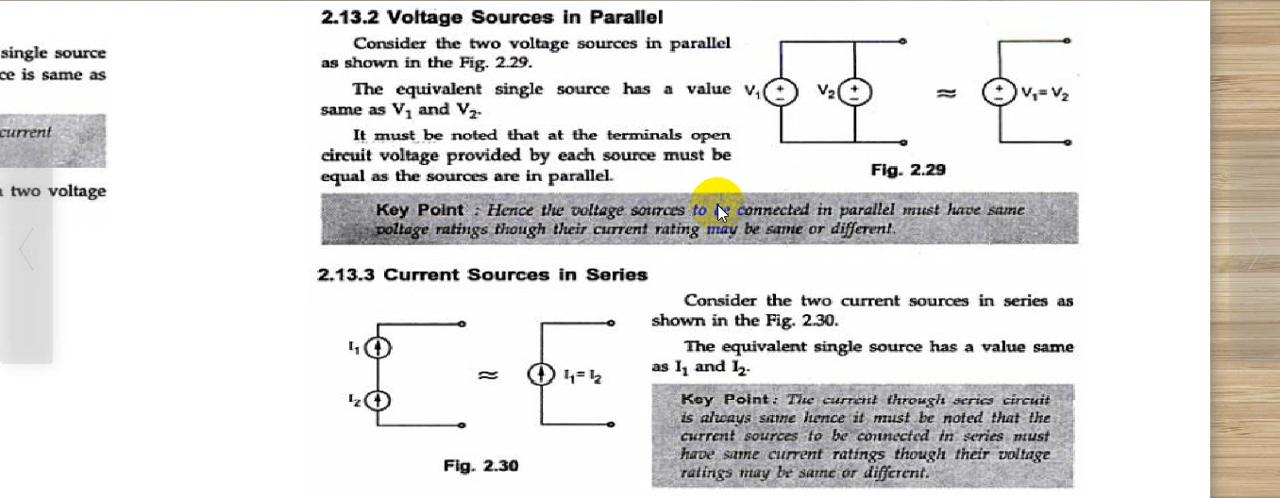 single source
ce is same as
current
two voltage
2.13.2 Voltage Sources in Parallel
Consider the two voltage sources in parallel
as shown in the Fig. 2.29.
The equivalent single source has a value
same as V₁ and V₂.
It must be noted that at the terminals open
circuit voltage provided by each source must be
equal as the sources are in parallel.
V₁ V₂ ≈ V₁= V₂
Fig. 2.29
Key Point : Hence the voltage sources to be connected in parallel must have same
voltage ratings though their current rating may be same or different.
2.13.3 Current Sources in Series
I₁
I₂
≈ I₁= I₂
Fig. 2.30
Consider the two current sources in series as
shown in the Fig. 2.30.
The equivalent single source has a value same
as I₁ and I₂.
Key Point : The current through series circuit
is always same hence it must be noted that the
current sources to be connected in series must
have same current ratings though their voltage
ratings may be same or different.